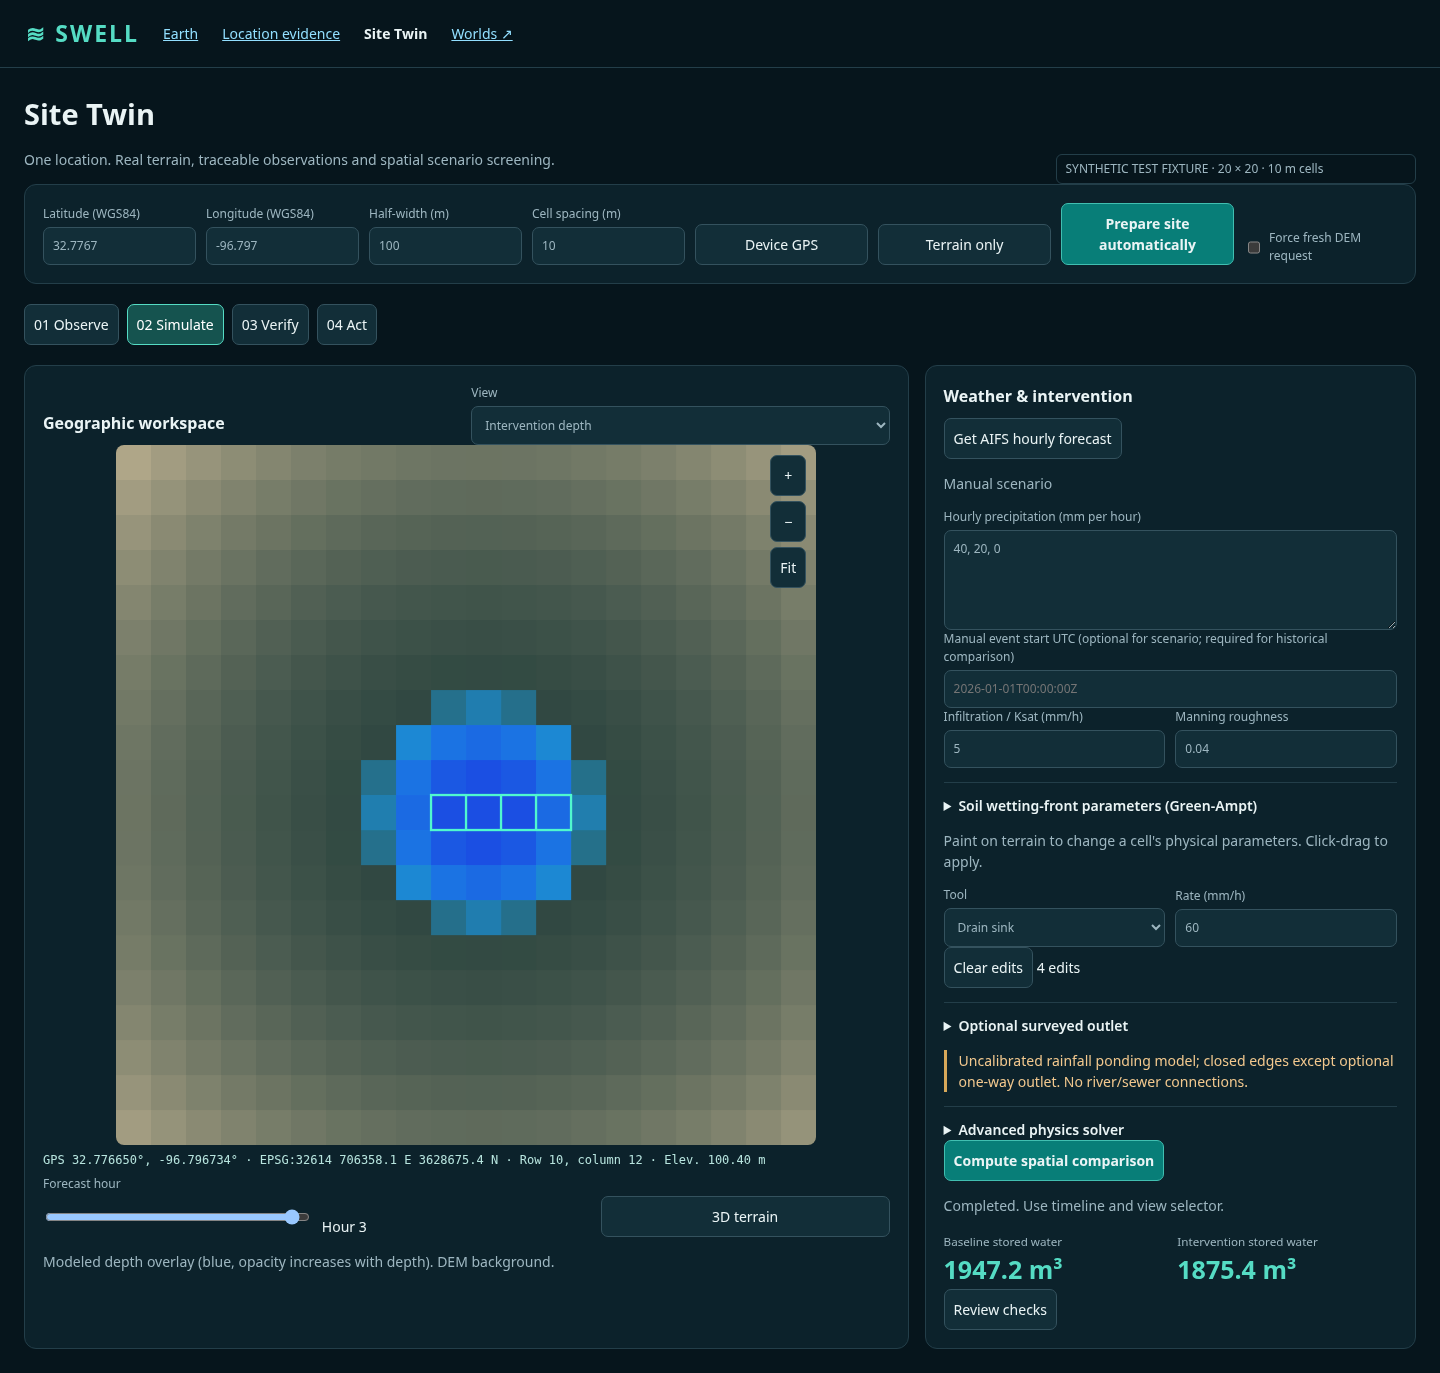 ≋ SWELL
Earth
Location evidence
Site Twin
Worlds ↗
Site Twin
One location. Real terrain, traceable observations and spatial scenario screening.
SYNTHETIC TEST FIXTURE · 20 × 20 · 10 m cells
Latitude (WGS84)
32.7767
Longitude (WGS84)
-96.797
Half-width (m)
100
Cell spacing (m)
10
Device GPS
Terrain only
Prepare site
automatically
Force fresh DEM
request
01 Observe
02 Simulate
03 Verify
04 Act
Geographic workspace
View
Intervention depth
+
−
Fit
GPS 32.776650°, -96.796734° · EPSG:32614 706358.1 E 3628675.4 N · Row 10, column 12 · Elev. 100.40 m
Forecast hour
Hour 3
3D terrain
Modeled depth overlay (blue, opacity increases with depth). DEM background.
Weather & intervention
Get AIFS hourly forecast
Manual scenario
Hourly precipitation (mm per hour)
40, 20, 0
Manual event start UTC (optional for scenario; required for historical
comparison)
2026-01-01T00:00:00Z
Infiltration / Ksat (mm/h)
5
Manning roughness
0.04
▶ Soil wetting-front parameters (Green-Ampt)
Paint on terrain to change a cell's physical parameters. Click-drag to
apply.
Tool
Drain sink
Rate (mm/h)
60
Clear edits
4 edits
▶ Optional surveyed outlet
Uncalibrated rainfall ponding model; closed edges except optional
one-way outlet. No river/sewer connections.
▶ Advanced physics solver
Compute spatial comparison
Completed. Use timeline and view selector.
Baseline stored water
1947.2 m³
Intervention stored water
1875.4 m³
Review checks